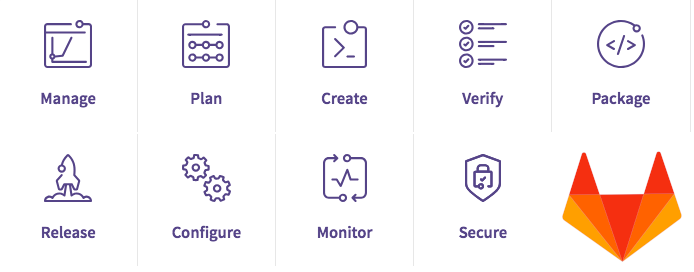 Manage
Plan
Create
Verify
Package
Release
Configure
Monitor
Secure